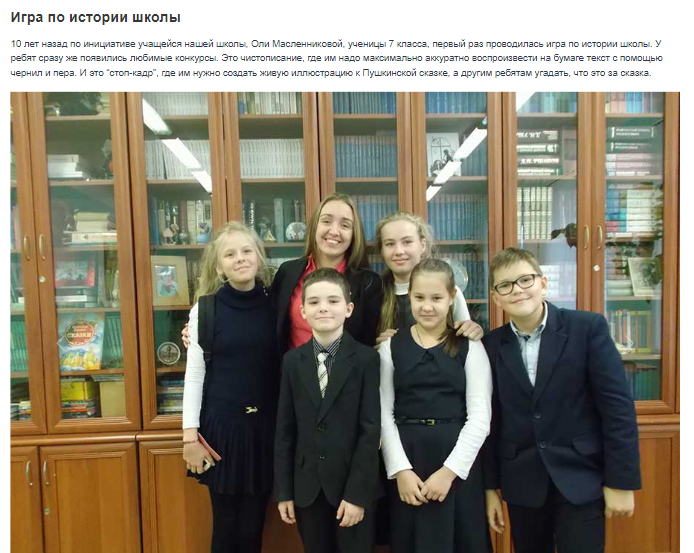 Игра по истории школы
10 лет назад по инициативе учащейся нашей школы, Оли Масленниковой, ученицы 7 класса, первый раз проводилась игра по истории школы. У
ребят сразу же появились любимые конкурсы. Это чистописание, где им надо максимально аккуратно воспроизвести на бумаге текст с помощью
чернил и пера. И это "стоп-кадр", где им нужно создать живую иллюстрацию к Пушкинской сказке, а другим ребятам угадать, что это за сказка.
СКАЗКИ